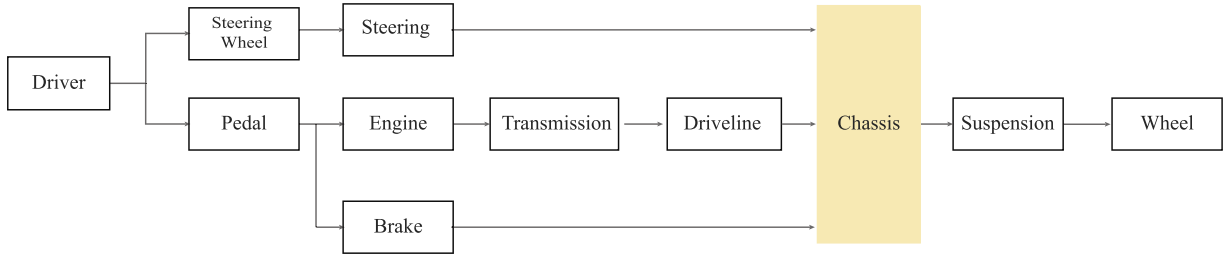 Steering
Wheel
Steering
Driver
Pedal
Engine
Transmission
Driveline
Chassis
Suspension
Wheel
Brake